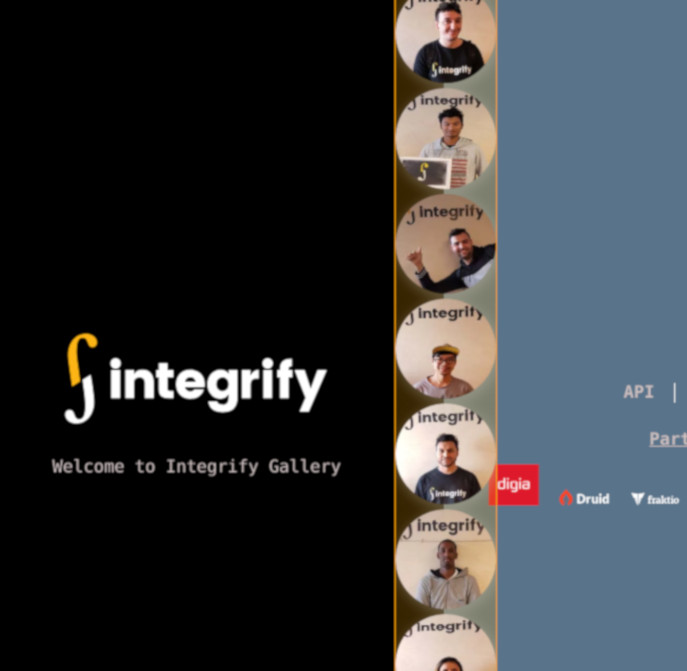 integrify
Welcome to Integrify Gallery
integrify
integrify
integrify
integrify
integrify
integrify
integrify
integrify
integrify
API |
Part
digia
Druid
fraktio